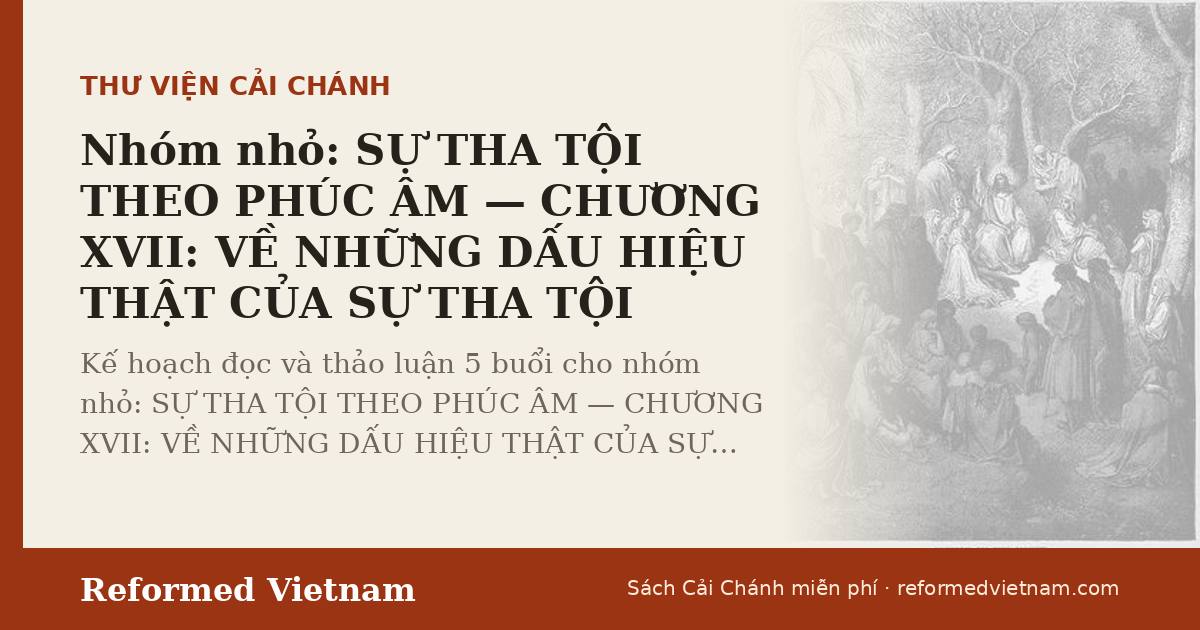 THƯ VIỆN CẢI CHÁNH
Nhóm nhỏ: SỰ THA TỘI
THEO PHÚC ÂM — CHƯƠNG
XVII: VỀ NHỮNG DẤU HIỆU
THẬT CỦA SỰ THA TỘI
Kế hoạch đọc và thảo luận 5 buổi cho nhóm
nhỏ: SỰ THA TỘI THEO PHÚC ÂM — CHƯƠNG
XVII: VỀ NHỮNG DẤU HIỆU THẬT CỦA SỰ...
Reformed Vietnam
Sách Cải Chánh miễn phí · reformedvietnam.com